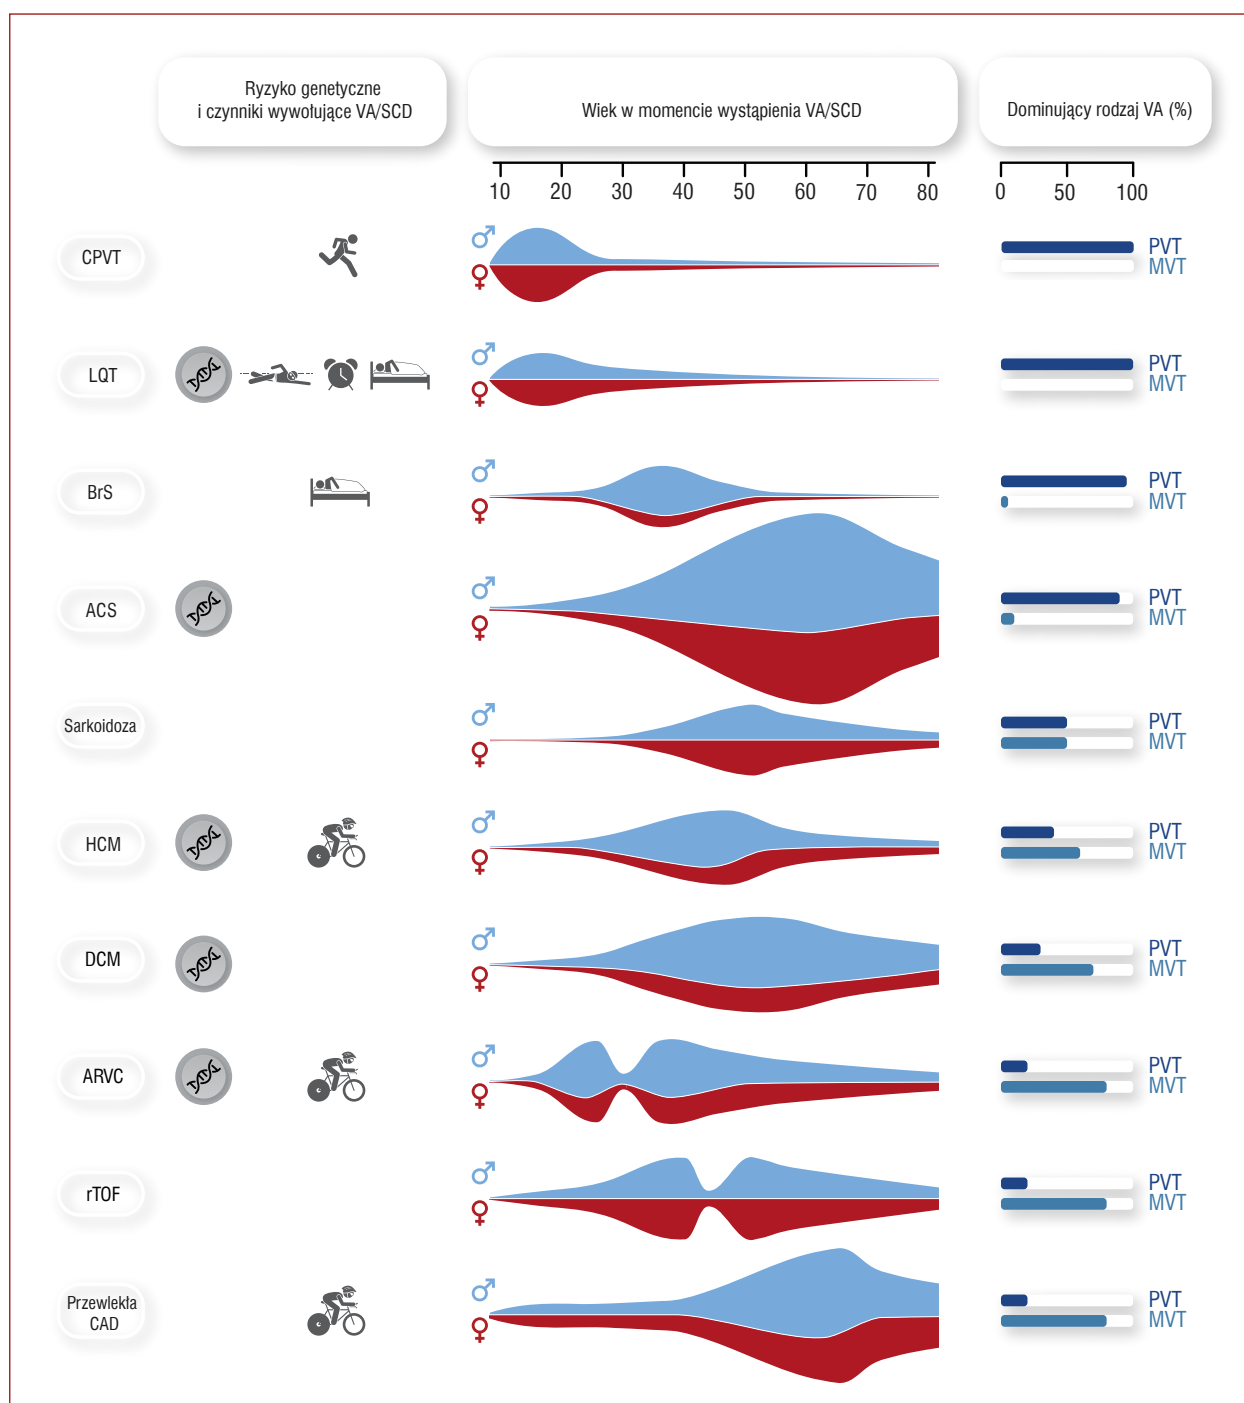 Ryzyko genetyczne
i czynniki wywołujące VA/SCD
Wiek w momencie wystąpienia VA/SCD
Dominujący rodzaj VA (%)
10 20 30 40 50 60 70 80
0 50 100
CPVT
PVT
MVT
LQT
PVT
MVT
BrS
PVT
MVT
ACS
PVT
MVT
Sarkoidoza
PVT
MVT
HCM
PVT
MVT
DCM
PVT
MVT
ARVC
PVT
MVT
rTOF
PVT
MVT
Przewlekła
CAD
PVT
MVT